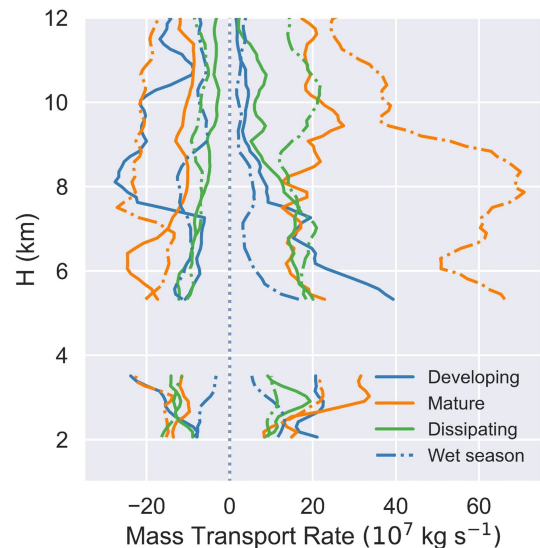 12
10
8
6
4
2
H (km)
Developing
Mature
Dissipating
Wet season
−20 0 20 40 60
Mass Transport Rate (10⁷ kg s⁻¹)